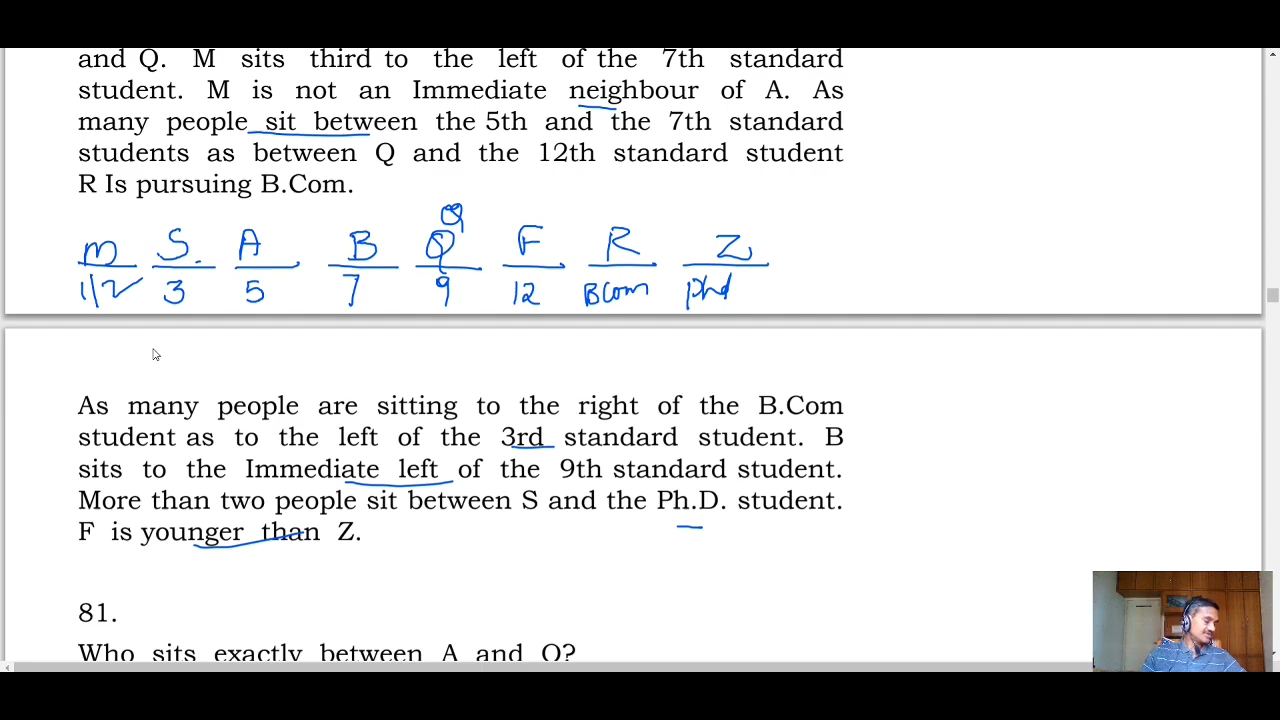 and Q. M sits third to the left of the 7th standard
student. M is not an Immediate neighbour of A. As
many people sit between the 5th and the 7th standard
students as between Q and the 12th standard student
R Is pursuing B.Com.
Q
M S. A B Q F R Z
1/2 3 5 7 9 12 BCom phd
As many people are sitting to the right of the B.Com
student as to the left of the 3rd standard student. B
sits to the Immediate left of the 9th standard student.
More than two people sit between S and the Ph.D. student.
F is younger than Z.
81.
Who sits exactly between A and Q?